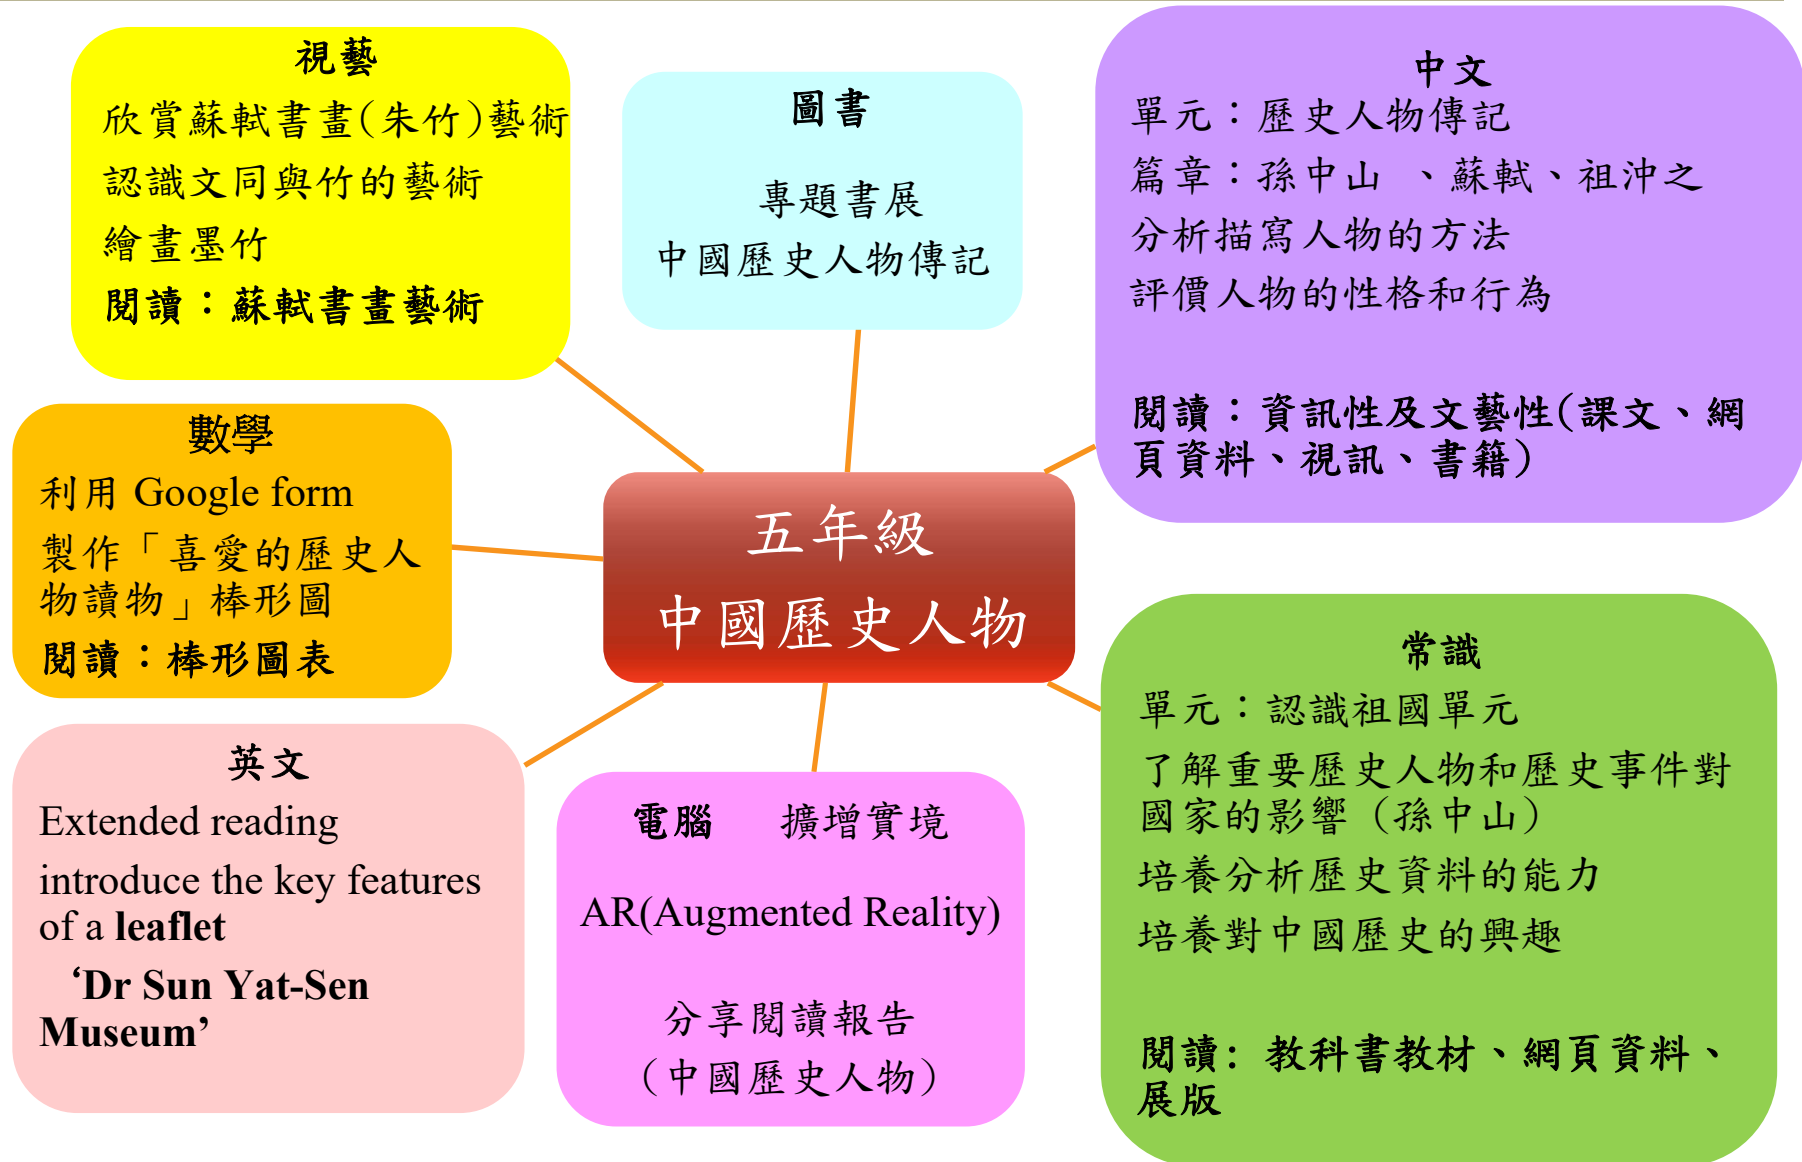 視藝
欣賞蘇軾書畫(朱竹)藝術
認識文同與竹的藝術
繪畫墨竹
閱讀：蘇軾書畫藝術
圖書
專題書展
中國歷史人物傳記
中文
單元：歷史人物傳記
篇章：孫中山 、蘇軾、祖沖之
分析描寫人物的方法
評價人物的性格和行為
閱讀：資訊性及文藝性(課文、網
頁資料、視訊、書籍)
數學
利用 Google form
製作「喜愛的歷史人
物讀物」棒形圖
閱讀：棒形圖表
五年級
中國歷史人物
英文
Extended reading
introduce the key features
of a leaflet
‘Dr Sun Yat-Sen
Museum’
電腦 擴增實境
AR(Augmented Reality)
分享閱讀報告
（中國歷史人物）
常識
單元：認識祖國單元
了解重要歷史人物和歷史事件對
國家的影響（孫中山）
培養分析歷史資料的能力
培養對中國歷史的興趣
閱讀: 教科書教材、網頁資料、
展版